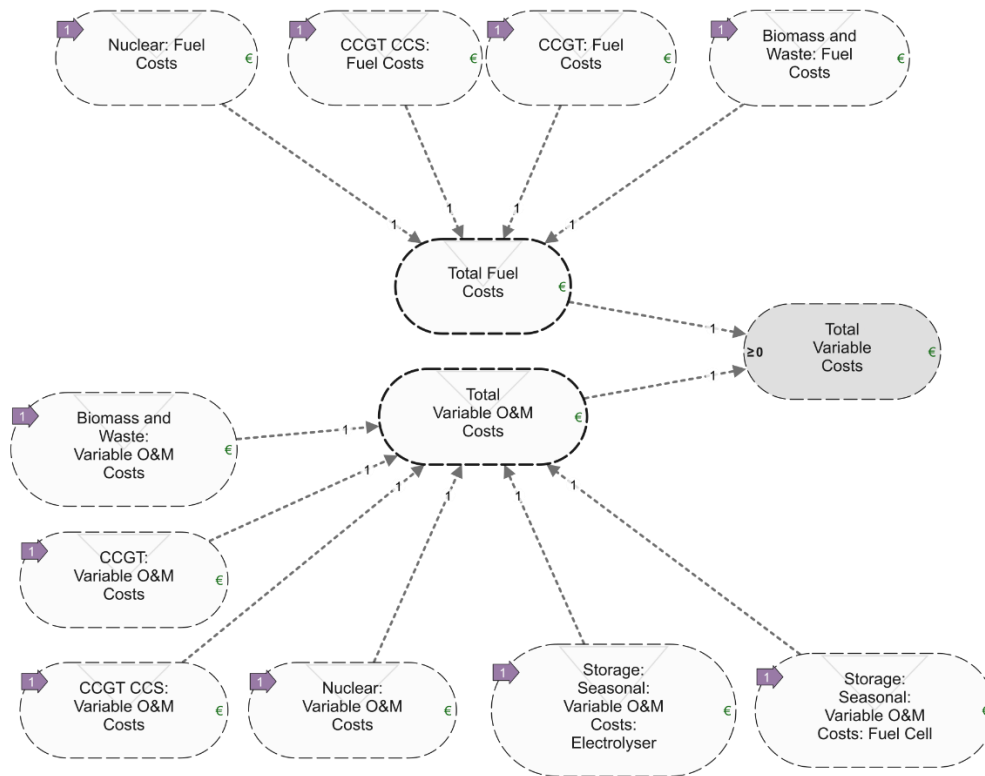 1
Nuclear: Fuel
Costs
€
1
CCGT CCS:
Fuel Costs
€
1
CCGT: Fuel
Costs
€
1
Biomass and
Waste: Fuel
Costs
€
1
1
1
1
Total Fuel
Costs
€
1
≥0
Total
Variable
Costs
€
1
Total
Variable O&M
Costs
€
1
Biomass and
Waste:
Variable O&M
Costs
€
1
1
1
1
1
1
1
CCGT:
Variable O&M
Costs
€
1
CCGT CCS:
Variable O&M
Costs
€
1
Nuclear:
Variable O&M
Costs
€
1
Storage:
Seasonal:
Variable O&M
Costs:
Electrolyser
€
1
Storage:
Seasonal:
Variable O&M
Costs: Fuel Cell
€